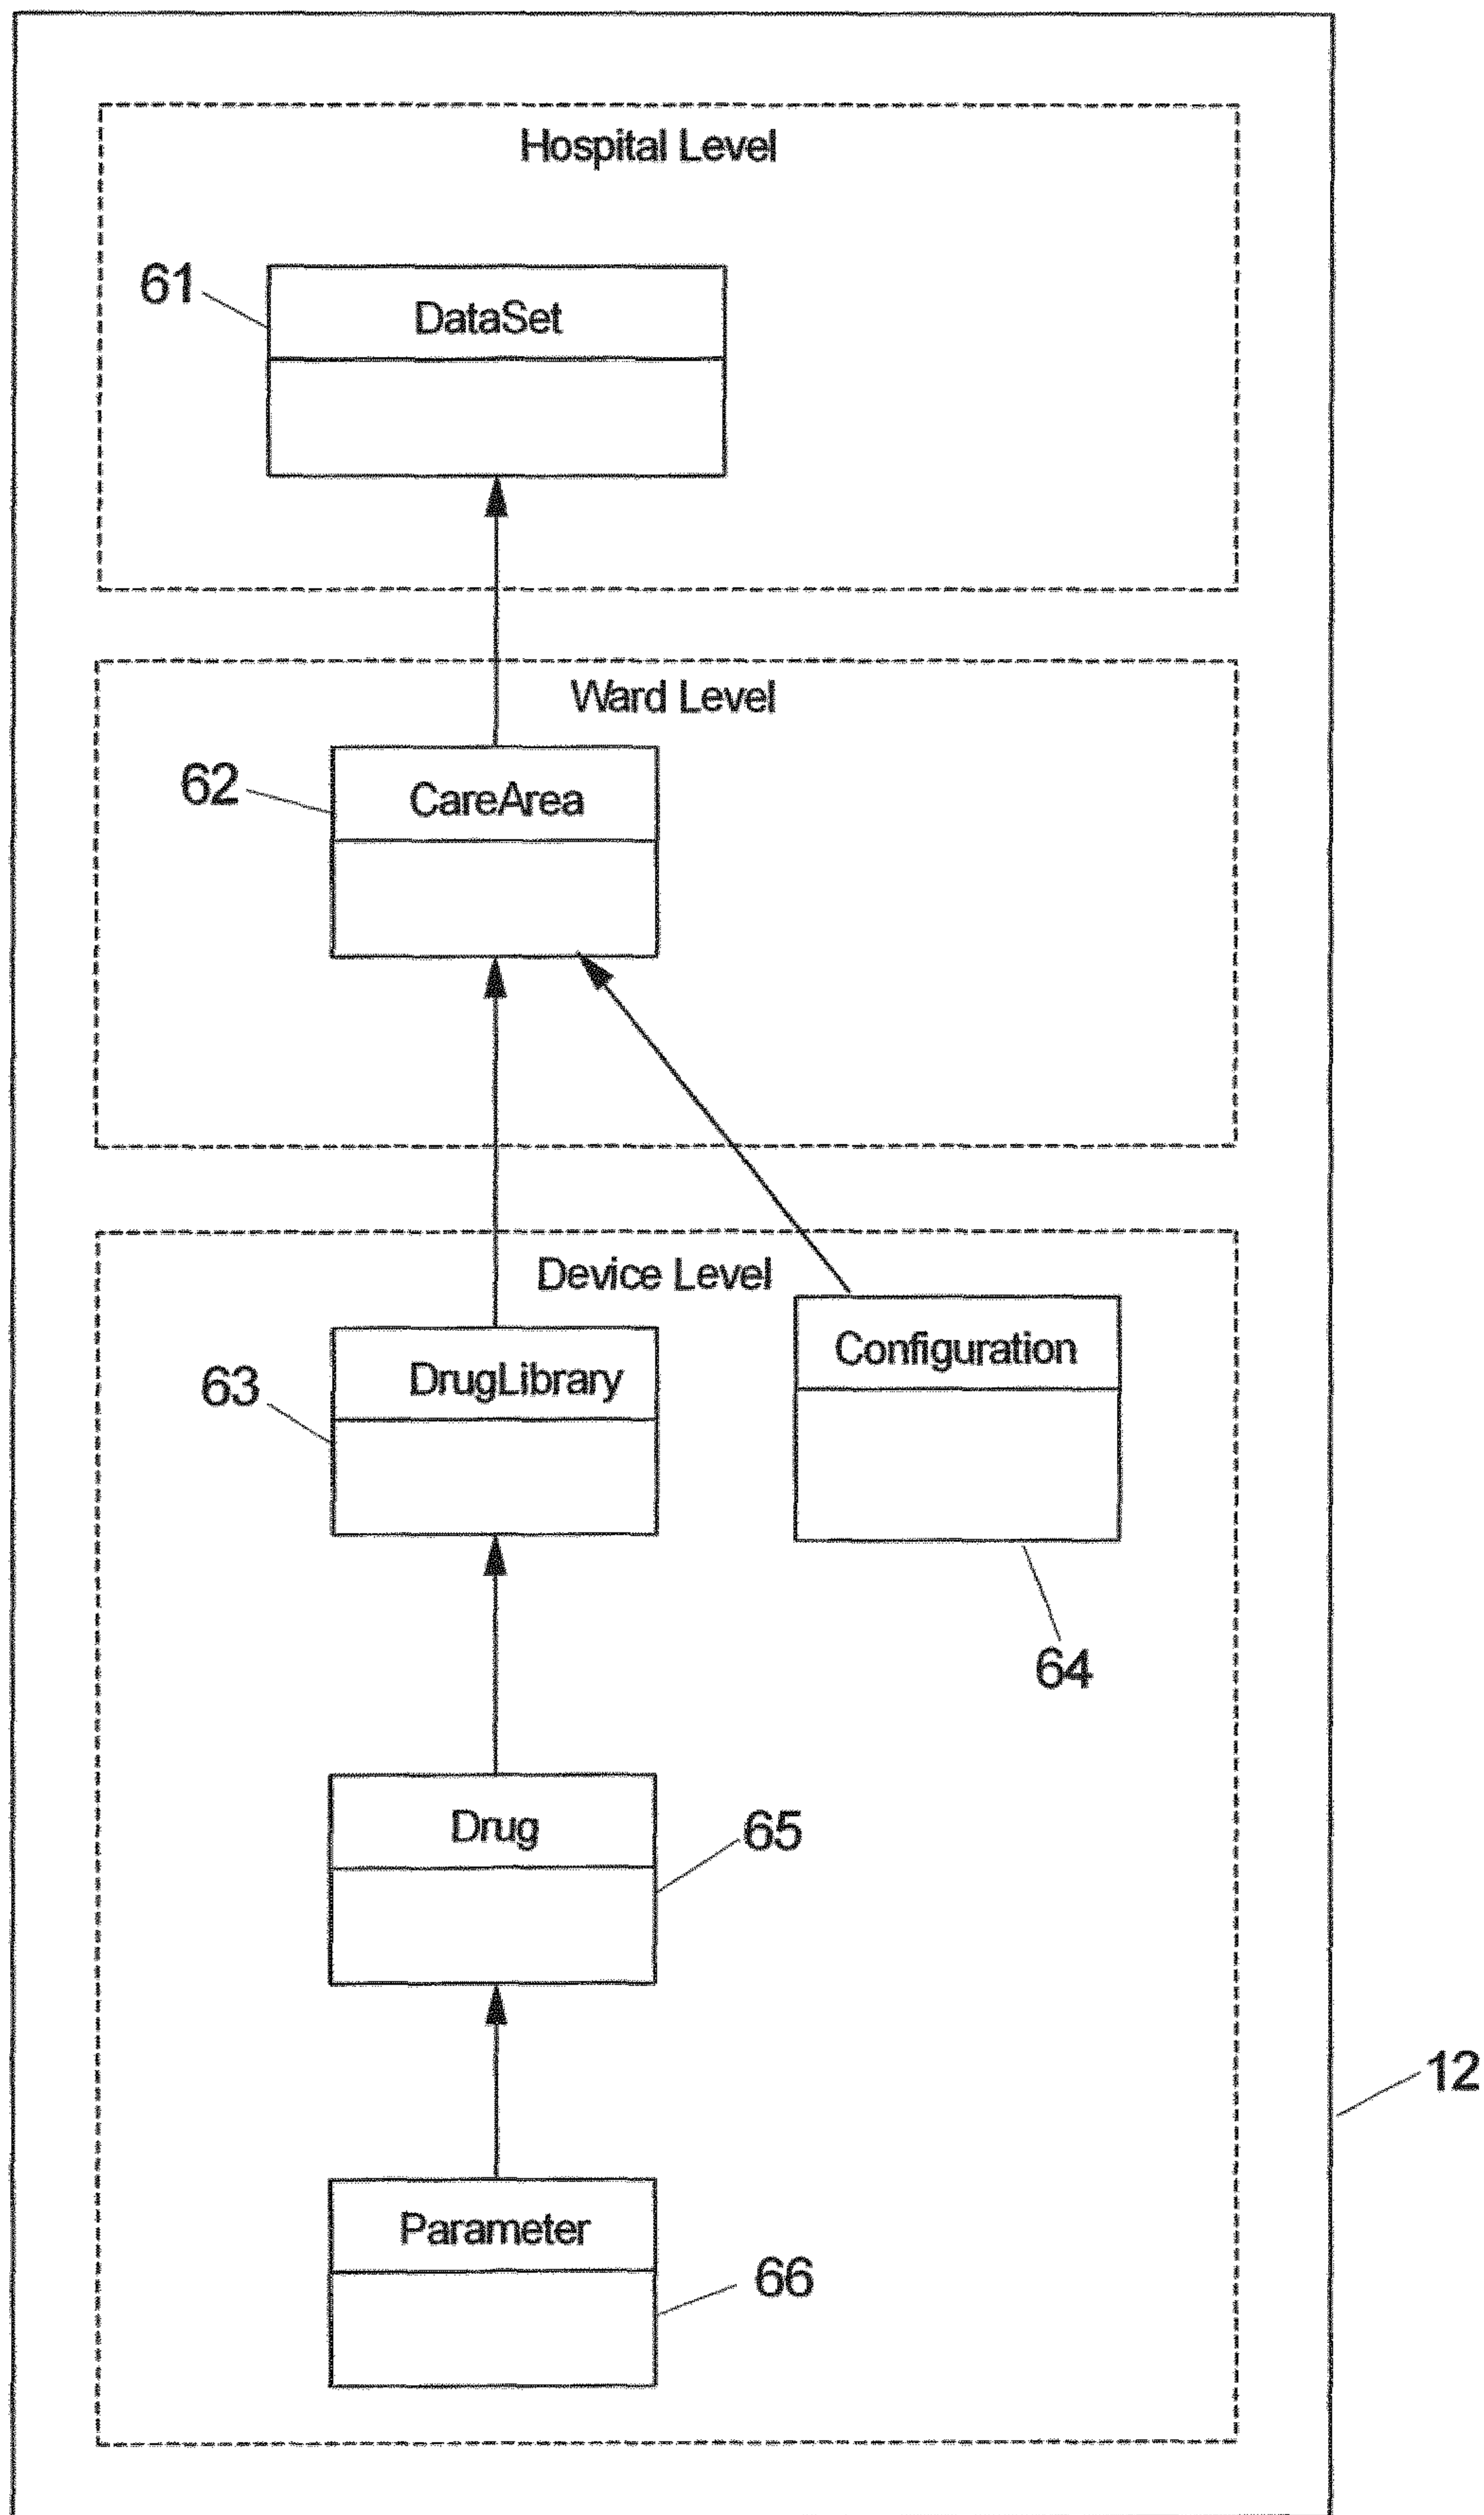 Hospital Level
61
DataSet
Ward Level
62
CareArea
Device Level
Configuration
DrugLibrary
63
64
Drug
65
12
Parameter
66